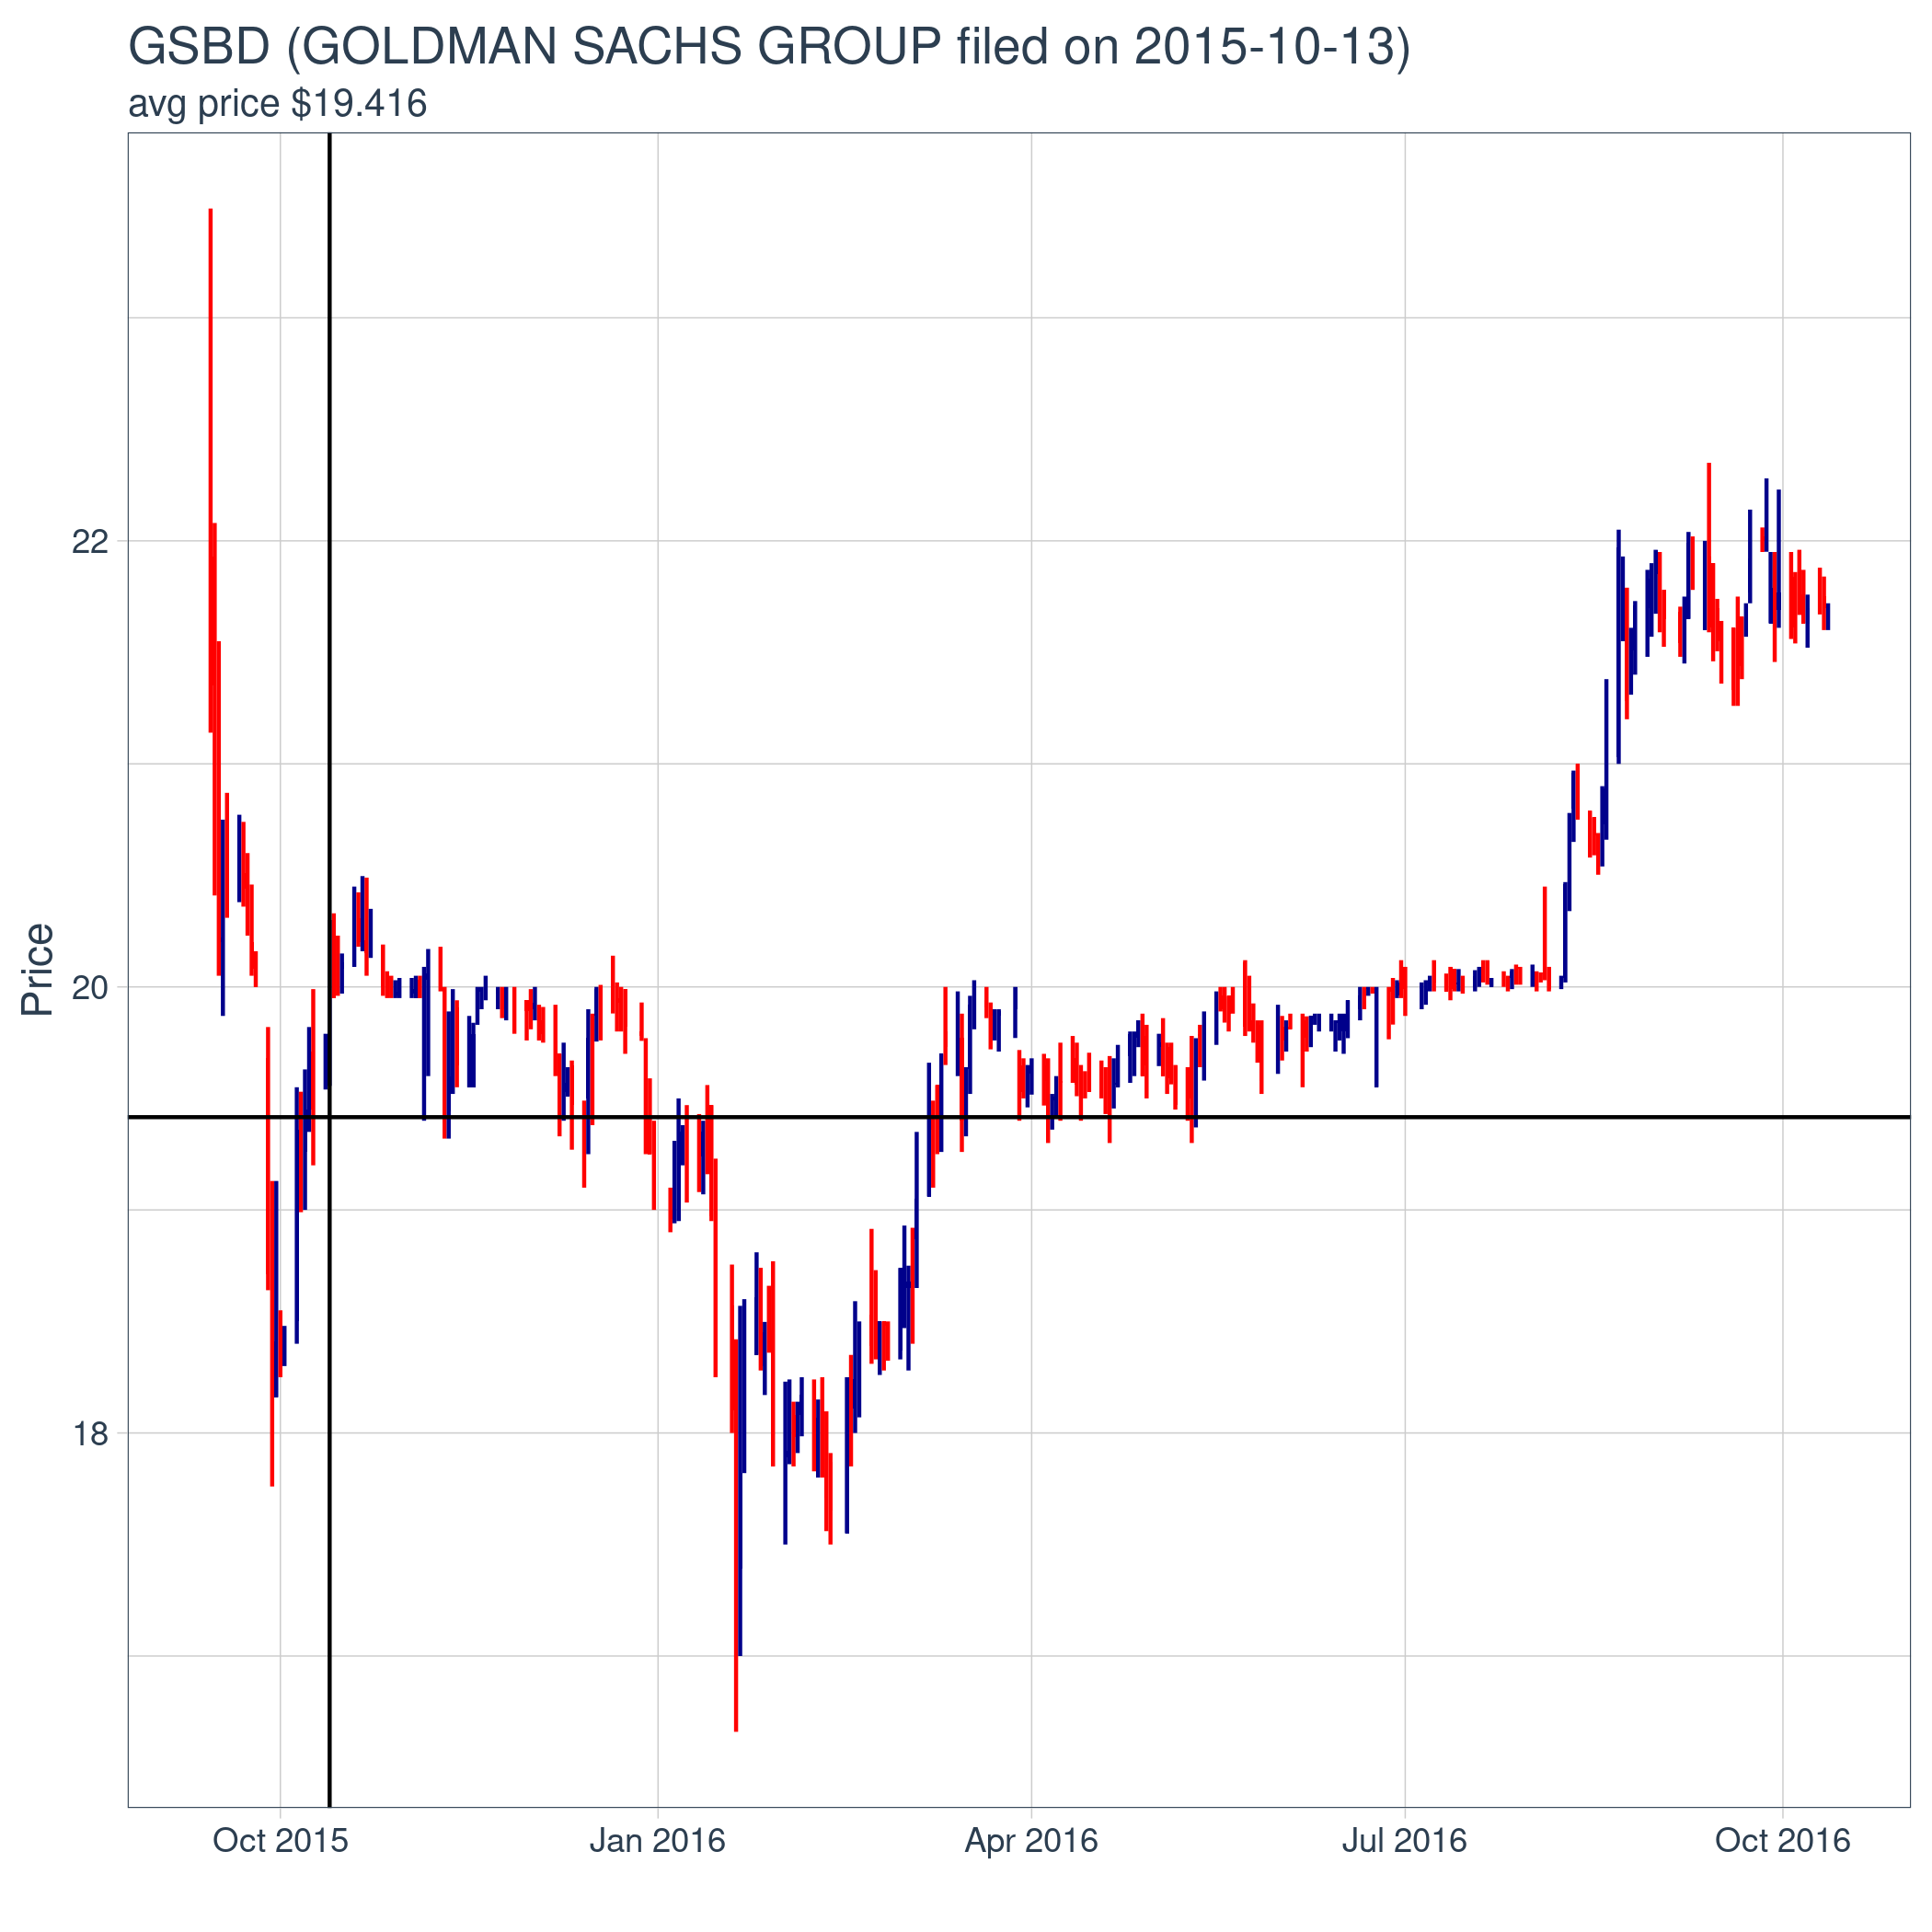 GSBD (GOLDMAN SACHS GROUP filed on 2015-10-13)
avg price $19.416
Price
22
20
18
Oct 2015
Jan 2016
Apr 2016
Jul 2016
Oct 2016